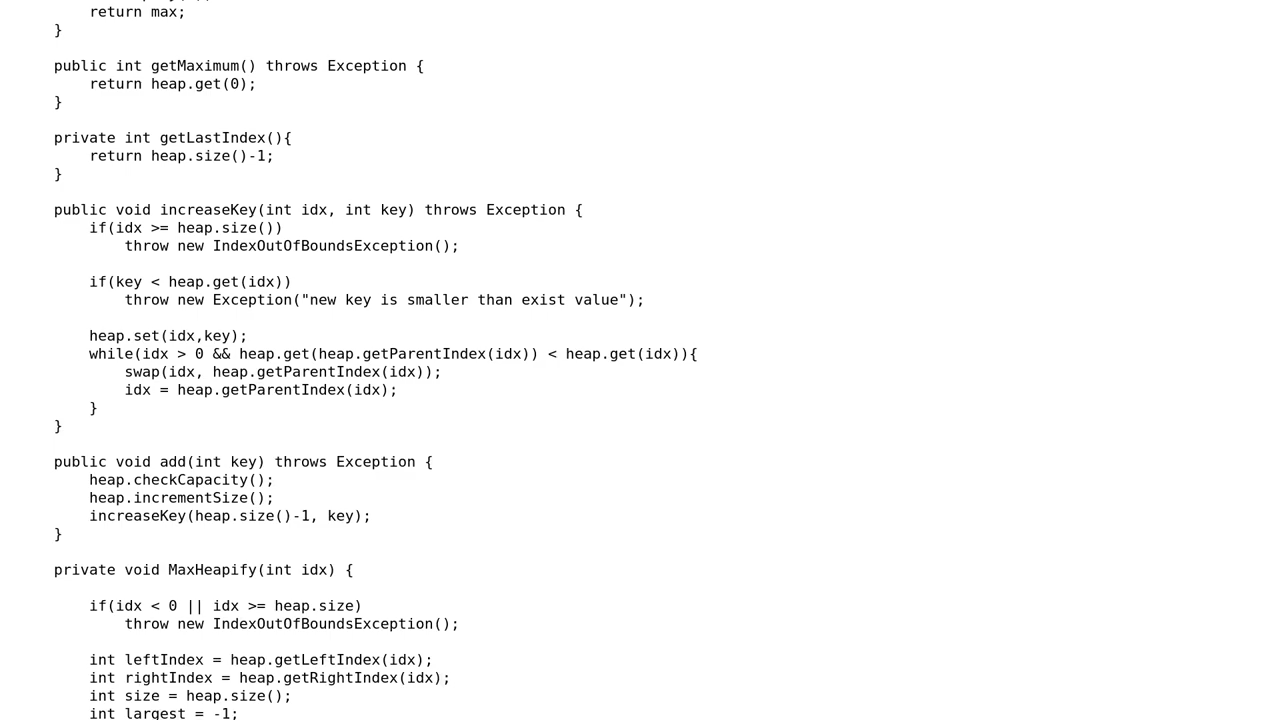 return max;
    }

    public int getMaximum() throws Exception {
        return heap.get(0);
    }

    private int getLastIndex(){
        return heap.size()-1;
    }

    public void increaseKey(int idx, int key) throws Exception {
        if(idx >= heap.size())
            throw new IndexOutOfBoundsException();

        if(key < heap.get(idx))
            throw new Exception("new key is smaller than exist value");

        heap.set(idx,key);
        while(idx > 0 && heap.get(heap.getParentIndex(idx)) < heap.get(idx)){
            swap(idx, heap.getParentIndex(idx));
            idx = heap.getParentIndex(idx);
        }
    }

    public void add(int key) throws Exception {
        heap.checkCapacity();
        heap.incrementSize();
        increaseKey(heap.size()-1, key);
    }

    private void MaxHeapify(int idx) {

        if(idx < 0 || idx >= heap.size)
            throw new IndexOutOfBoundsException();

        int leftIndex = heap.getLeftIndex(idx);
        int rightIndex = heap.getRightIndex(idx);
        int size = heap.size();
        int largest = -1;